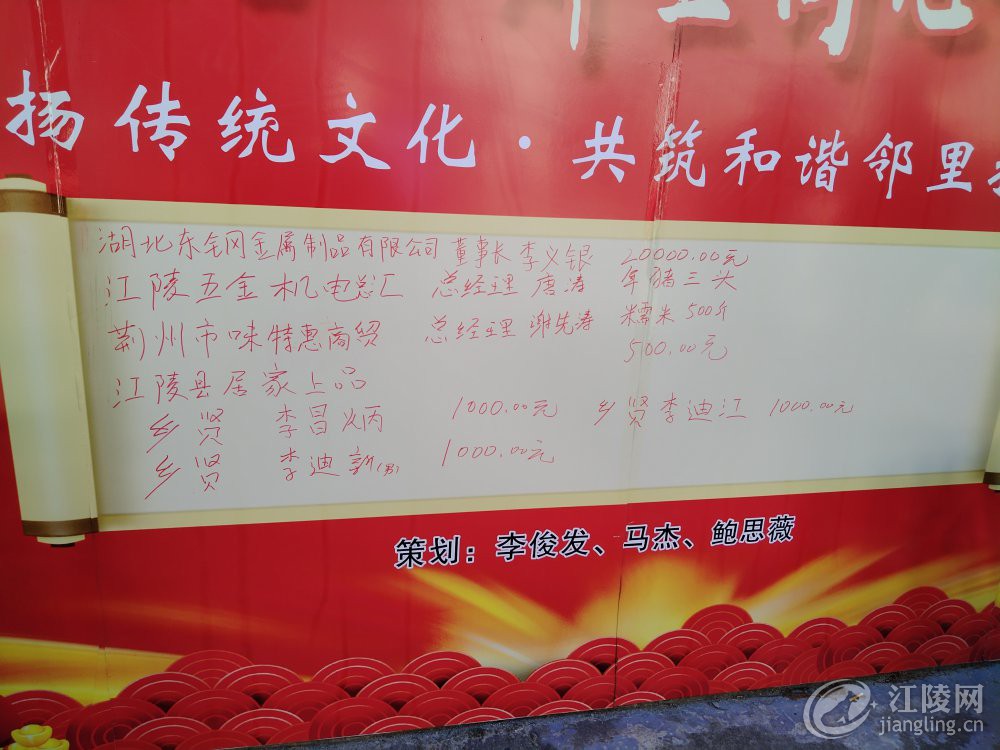 扬传统文化·共筑和谐邻里
湖北东钢金属制品有限公司 董事长 李义银 20000.00元
江陵五金机电总汇 总经理 唐涛 年猪三头
荆州市味特惠商贸 总经理 谢先涛 糯米 500斤
江陵县居家上品 500.00元
乡贤 李昌炳 1000.00元 乡贤 李迪江 1000.00元
乡贤 李迪新(男) 1000.00元
策划：李俊发、马杰、鲍思薇
江陵网
jiangling.cn